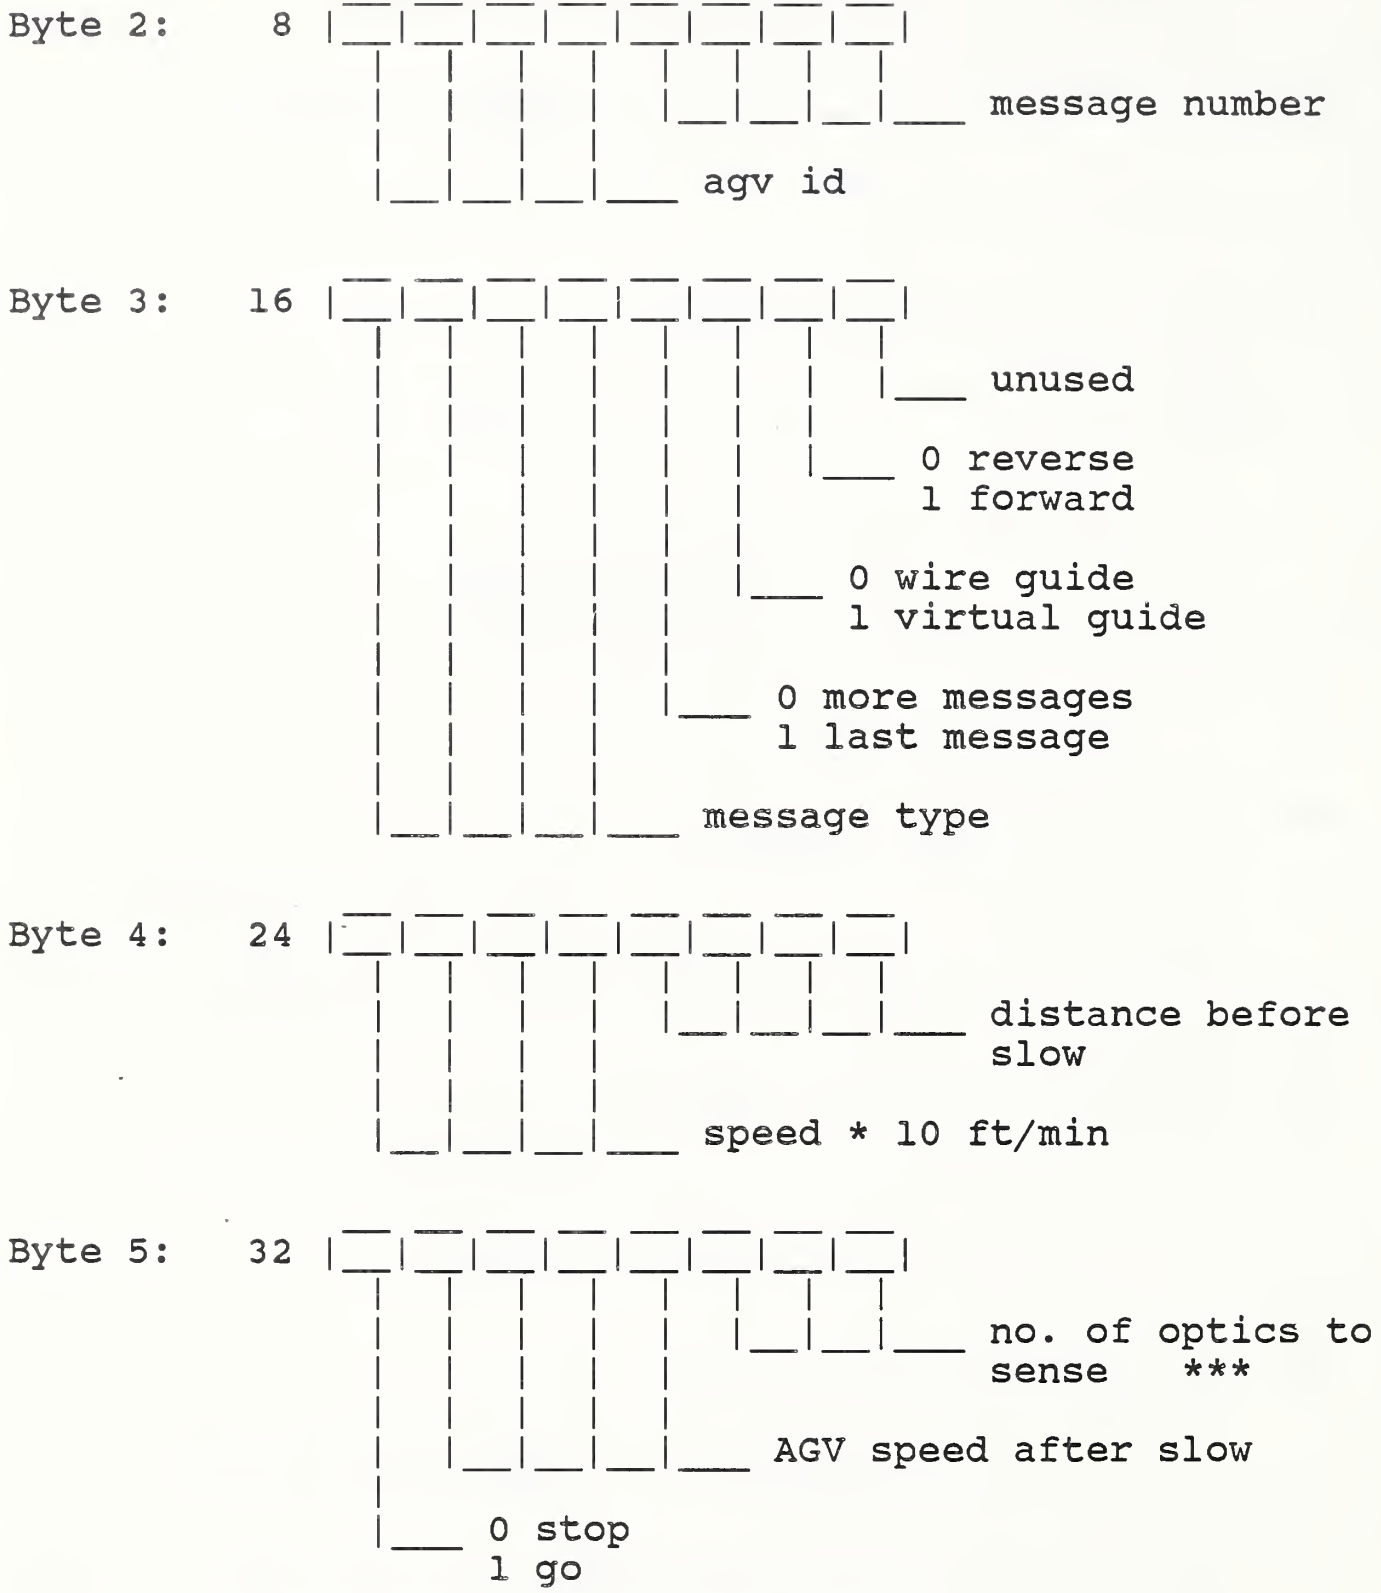 Byte 2: 8
message number
agv id
Byte 3: 16
unused
0 reverse
1 forward
0 wire guide
1 virtual guide
0 more messages
1 last message
message type
Byte 4: 24
distance before
slow
speed * 10 ft/min
Byte 5: 32
no. of optics to
sense ***
AGV speed after slow
0 stop
1 go